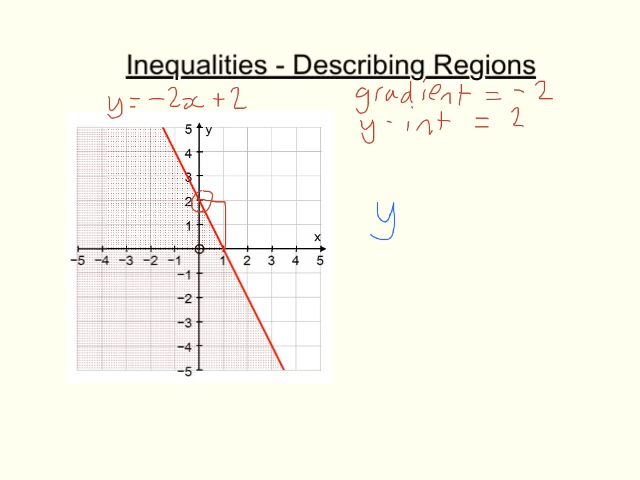 Inequalities - Describing Regions
y = -2x + 2
gradient = -2
y-int = 2
y
5 y
4
3
2
1
x
-5 -4 -3 -2 -1 0 1 2 3 4 5
-1
-2
-3
-4
-5